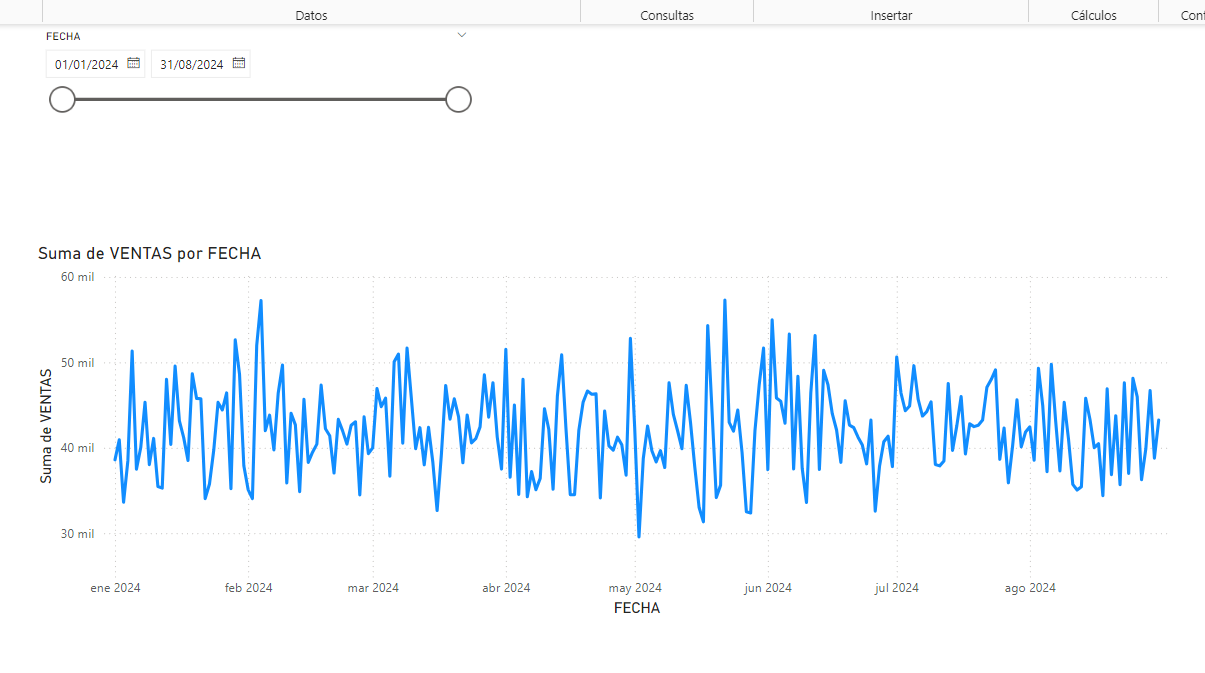 Datos Consultas Insertar Cálculos Conf
FECHA
01/01/2024 31/08/2024
Suma de VENTAS por FECHA
60 mil
50 mil
40 mil
30 mil
Suma de VENTAS
ene 2024 feb 2024 mar 2024 abr 2024 may 2024 jun 2024 jul 2024 ago 2024
FECHA